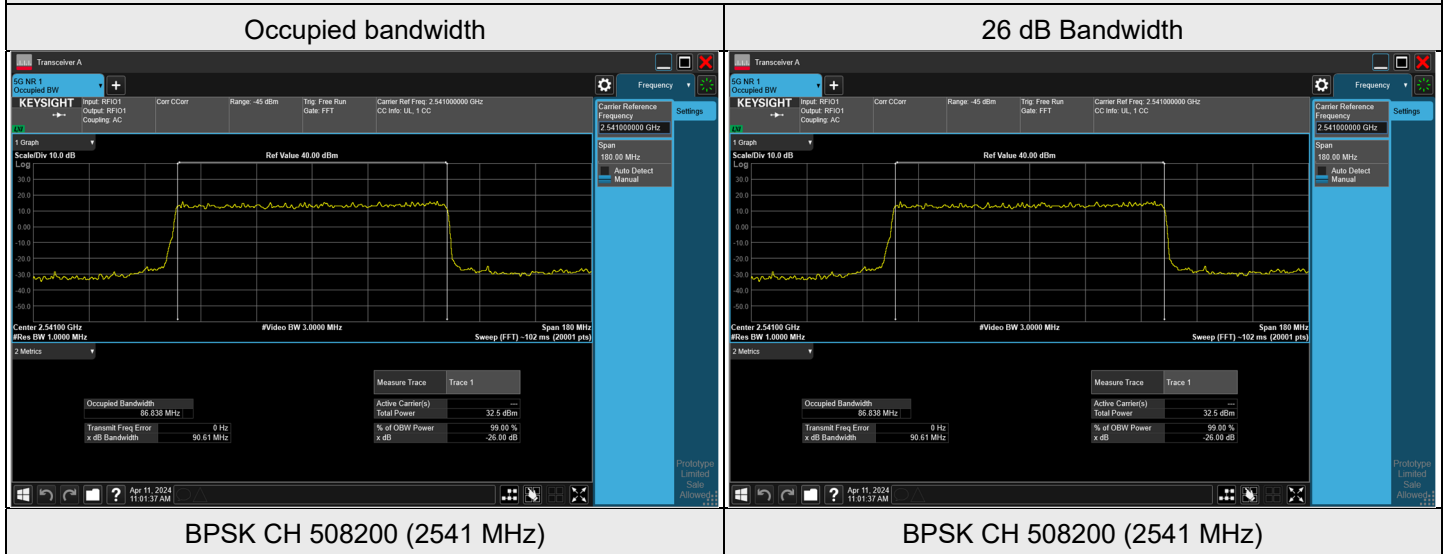 Occupied bandwidth
26 dB Bandwidth
Transceiver A
5G NR 1
Occupied BW
+
Frequency
KEYSIGHT
LXI
Input: RFIO1
Output: RFIO1
Coupling: AC
Corr CCorr
Range: -45 dBm
Trig: Free Run
Gate: FFT
Carrier Ref Freq: 2.541000000 GHz
CC Info: UL, 1 CC
Carrier Reference
Frequency
2.541000000 GHz
Settings
Span
180.00 MHz
Auto Detect
Manual
1 Graph
Scale/Div 10.0 dB
Ref Value 40.00 dBm
Log
30.0
20.0
10.0
0.00
-10.0
-20.0
-30.0
-40.0
-50.0
Center 2.54100 GHz
#Video BW 3.0000 MHz
Span 180 MHz
#Res BW 1.0000 MHz
Sweep (FFT) ~102 ms (20001 pts)
2 Metrics
Measure Trace Trace 1
Occupied Bandwidth
86.838 MHz
Active Carrier(s) ---
Total Power 32.5 dBm
Transmit Freq Error 0 Hz
x dB Bandwidth 90.61 MHz
% of OBW Power 99.00 %
x dB -26.00 dB
Prototype
Limited
Sale
Allowed
?
Apr 11, 2024
11:01:37 AM
Transceiver A
5G NR 1
Occupied BW
+
Frequency
KEYSIGHT
LXI
Input: RFIO1
Output: RFIO1
Coupling: AC
Corr CCorr
Range: -45 dBm
Trig: Free Run
Gate: FFT
Carrier Ref Freq: 2.541000000 GHz
CC Info: UL, 1 CC
Carrier Reference
Frequency
2.541000000 GHz
Settings
Span
180.00 MHz
Auto Detect
Manual
1 Graph
Scale/Div 10.0 dB
Ref Value 40.00 dBm
Log
30.0
20.0
10.0
0.00
-10.0
-20.0
-30.0
-40.0
-50.0
Center 2.54100 GHz
#Video BW 3.0000 MHz
Span 180 MHz
#Res BW 1.0000 MHz
Sweep (FFT) ~102 ms (20001 pts)
2 Metrics
Measure Trace Trace 1
Occupied Bandwidth
86.838 MHz
Active Carrier(s) ---
Total Power 32.5 dBm
Transmit Freq Error 0 Hz
x dB Bandwidth 90.61 MHz
% of OBW Power 99.00 %
x dB -26.00 dB
Prototype
Limited
Sale
Allowed
?
Apr 11, 2024
11:01:37 AM
BPSK CH 508200 (2541 MHz)
BPSK CH 508200 (2541 MHz)